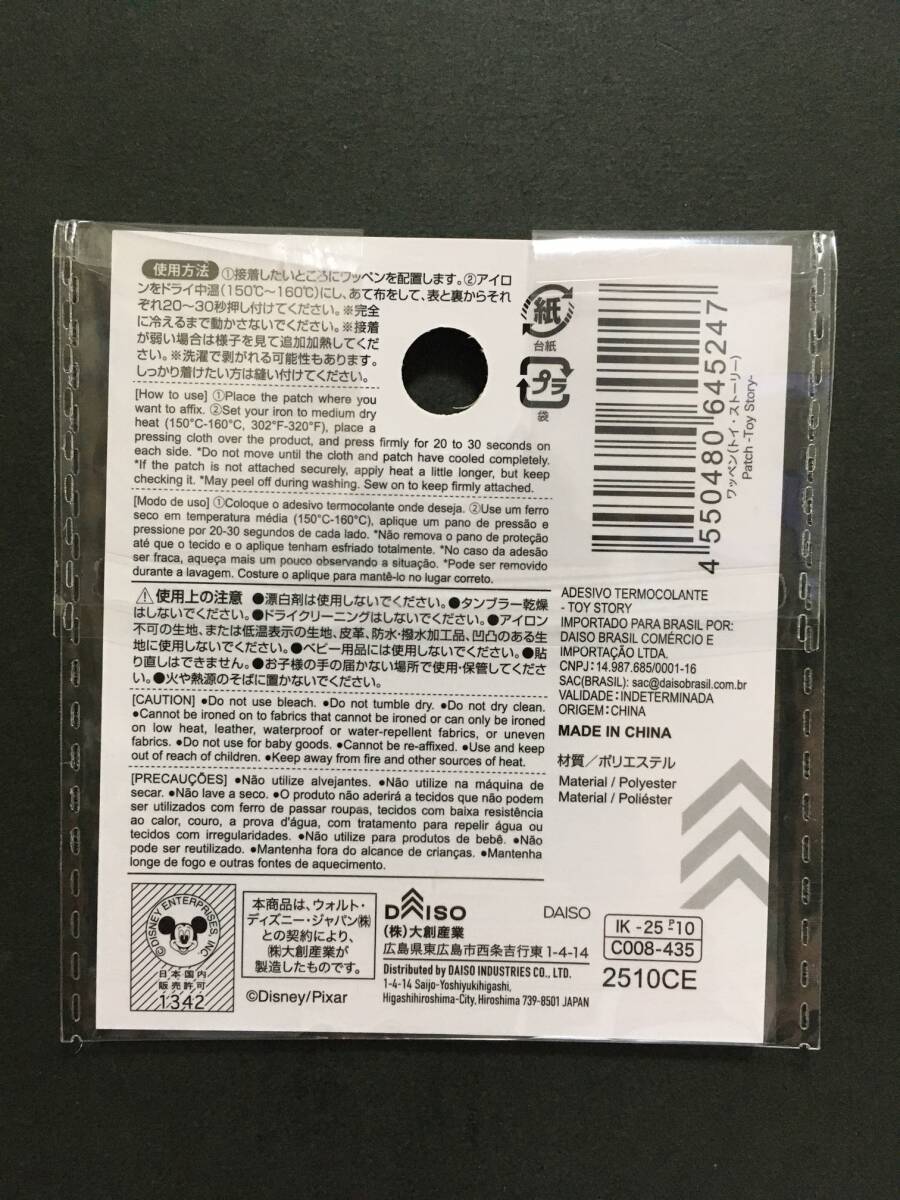 使用方法 ①接着したいところにワッペンを配置します。②アイロ
ンをドライ中温(150℃～160℃)にし、あて布をして、表と裏からそれ
ぞれ20～30秒押し付けてください。※完全
に冷えるまで動かさないでください。※接着
が弱い場合は様子を見て追加加熱してくだ
さい。※洗濯で剥がれる可能性もあります。
しっかり着けたい方は縫い付けてください。
[How to use] ①Place the patch where you
want to affix. ②Set your iron to medium dry
heat (150°C-160°C, 302°F-320°F), place a
pressing cloth over the product, and press firmly for 20 to 30 seconds on
each side. *Do not move until the cloth and patch have cooled completely.
*If the patch is not attached securely, apply heat a little longer, but keep
checking it. *May peel off during washing. Sew on to keep firmly attached.
[Modo de uso] ①Coloque o adesivo termocolante onde deseja. ②Use um ferro
seco em temperatura média (150°C-160°C), aplique um pano de pressão e
pressione por 20-30 segundos de cada lado. *Não remova o pano de proteção
até que o tecido e o aplique tenham esfriado totalmente. *No caso da adesão
ser fraca, aqueça mais um pouco observando a situação. *Pode ser removido
durante a lavagem. Costure o aplique para mantê-lo no lugar correto.
使用上の注意 ●漂白剤は使用しないでください。●タンブラー乾燥
はしないでください。●ドライクリーニングはしないでください。●アイロン
不可の生地、または低温表示の生地、皮革、防水・撥水加工品、凹凸のある生
地に使用しないでください。●ベビー用品には使用しないでください。●貼
り直しはできません。●お子様の手の届かない場所で使用・保管してくださ
い。●火や熱源のそばに置かないでください。
[CAUTION] ●Do not use bleach. ●Do not tumble dry. ●Do not dry clean.
●Cannot be ironed on to fabrics that cannot be ironed or can only be ironed
on low heat, leather, waterproof or water-repellent fabrics, or uneven
fabrics. ●Do not use for baby goods. ●Cannot be re-affixed. ●Use and keep
out of reach of children. ●Keep away from fire and other sources of heat.
[PRECAUÇÕES] ●Não utilize alvejantes. ●Não utilize na máquina de
secar. ●Não lave a seco. ●O produto não aderirá a tecidos que não podem
ser utilizados com ferro de passar roupas, tecidos com baixa resistência
ao calor, couro, a prova d'água, com tratamento para repelir água ou
tecidos com irregularidades. ●Não utilize para produtos de bebê. ●Não
pode ser reutilizado. ●Mantenha fora do alcance de crianças. ●Mantenha
longe de fogo e outras fontes de aquecimento.
紙
台紙
プラ
袋
4 550480 645247
ワッペン(トイ・ストーリー)
Patch -Toy Story-
ADESIVO TERMOCOLANTE
- TOY STORY
IMPORTADO PARA BRASIL POR:
DAISO BRASIL COMÉRCIO E
IMPORTAÇÃO LTDA.
CNPJ:14.987.685/0001-16
SAC(BRASIL): sac@daisobrasil.com.br
VALIDADE:INDETERMINADA
ORIGEM:CHINA
MADE IN CHINA
材質／ポリエステル
Material / Polyester
Material / Poliéster
©DISNEY ENTERPRISES, INC.
日本国内
販売許可
1342
本商品は、ウォルト・
ディズニー・ジャパン㈱
との契約により、
㈱大創産業が
製造したものです。
©Disney/Pixar
DAISO
(株)大創産業
広島県東広島市西条吉行東1-4-14
Distributed by DAISO INDUSTRIES CO., LTD.
1-4-14 Saijo-Yoshiyukihigashi,
Higashihiroshima-City, Hiroshima 739-8501 JAPAN
DAISO
IK -25 P-10
C008-435
2510CE